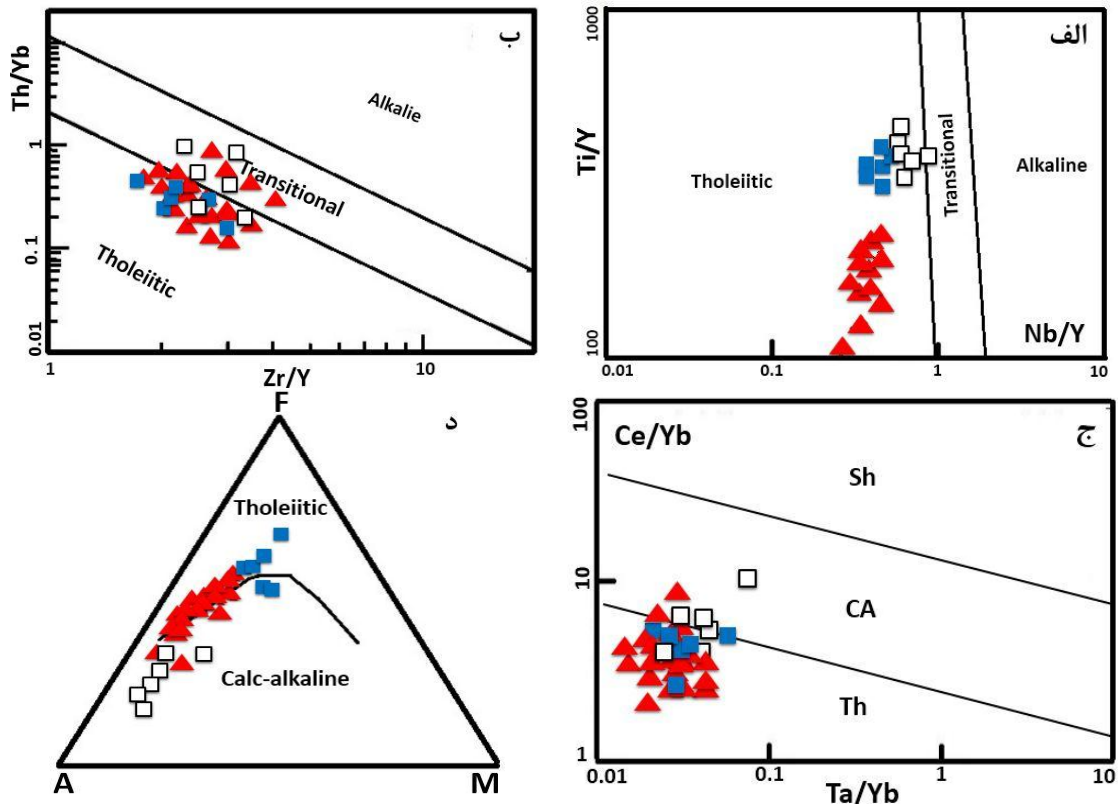 ب
Th/Yb
1
0.1
0.01
Alkalie
Transitional
Tholeiitic
1
Zr/Y
10
الف
Ti/Y
1000
100
Tholeiitic
Transitional
Alkaline
Nb/Y
0.01
0.1
1
10
F
د
Tholeiitic
Calc-alkaline
A
M
ج
Ce/Yb
100
10
1
Sh
CA
Th
0.01
0.1
1
10
Ta/Yb